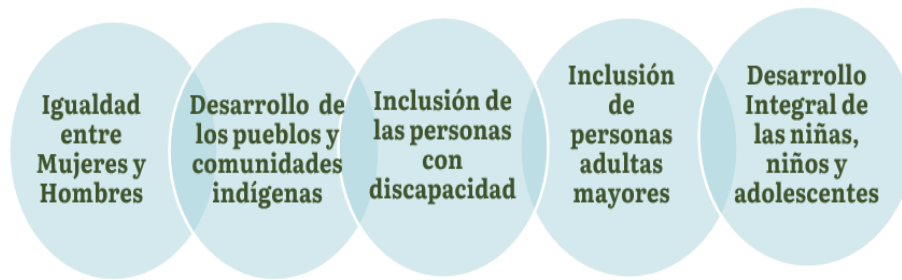 Igualdad
entre
Mujeres y
Hombres
Desarrollo de
los pueblos y
comunidades
indígenas
Inclusión de
las personas
con
discapacidad
Inclusión
de
personas
adultas
mayores
Desarrollo
Integral de
las niñas,
niños y
adolescentes